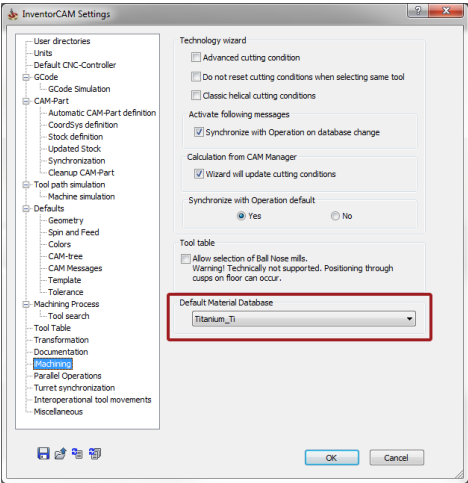 InventorCAM Settings
User directories
Units
Default CNC-Controller
GCode
GCode Simulation
CAM-Part
Automatic CAM-Part definition
CoordSys definition
Stock definition
Updated Stock
Synchronization
Cleanup CAM-Part
Tool path simulation
Machine simulation
Defaults
Geometry
Spin and Feed
Colors
CAM-tree
CAM Messages
Template
Tolerance
Machining Process
Tool search
Tool Table
Transformation
Documentation
iMachining
Parallel Operations
Turret synchronization
Interoperational tool movements
Miscellaneous
Technology wizard
Advanced cutting condition
Do not reset cutting conditions when selecting same tool
Classic helical cutting conditions
Activate following messages
Synchronize with Operation on database change
Calculation from CAM Manager
Wizard will update cutting conditions
Synchronize with Operation default
Yes No
Tool table
Allow selection of Ball Nose mills.
Warning! Technically not supported. Positioning through
cusps on floor can occur.
Default Material Database
Titanium_Ti
OK Cancel